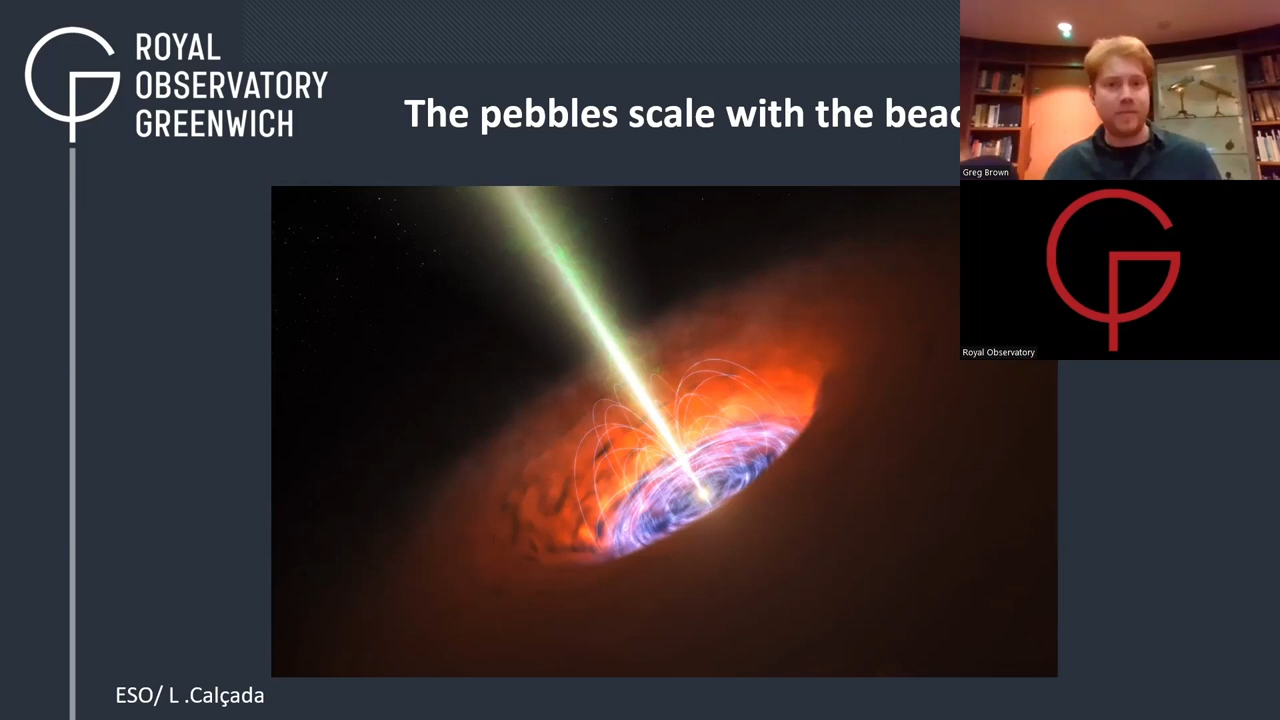 ROYAL
OBSERVATORY
GREENWICH
The pebbles scale with the beac
Greg Brown
Royal Observatory
ESO/ L .Calçada